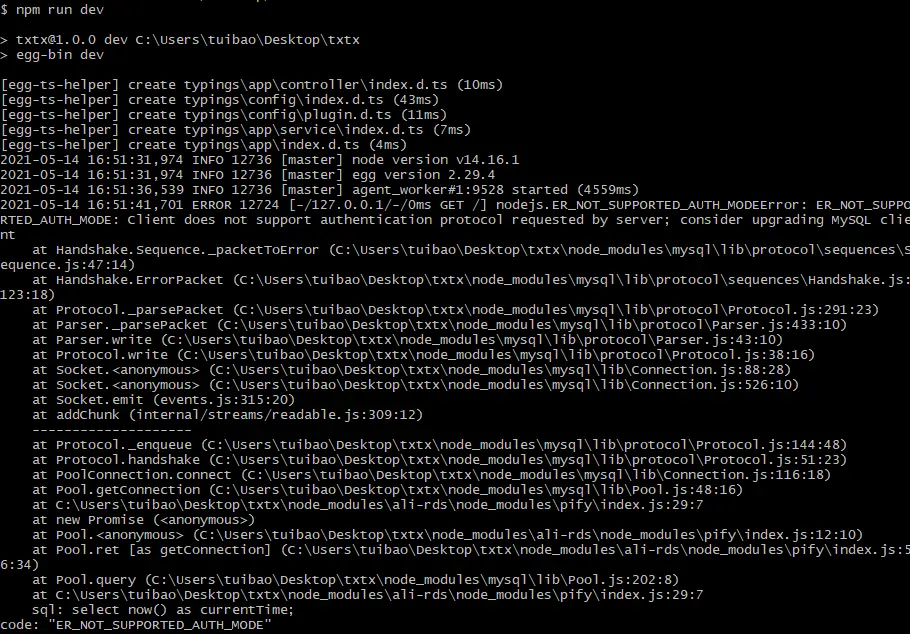 $ npm run dev
> txtx@1.0.0 dev C:\Users\tuibao\Desktop\txtx
> egg-bin dev
[egg-ts-helper] create typings\app\controller\index.d.ts (10ms)
[egg-ts-helper] create typings\config\index.d.ts (43ms)
[egg-ts-helper] create typings\config\plugin.d.ts (11ms)
[egg-ts-helper] create typings\app\service\index.d.ts (7ms)
[egg-ts-helper] create typings\app\index.d.ts (4ms)
2021-05-14 16:51:31,974 INFO 12736 [master] node version v14.16.1
2021-05-14 16:51:31,974 INFO 12736 [master] egg version 2.29.4
2021-05-14 16:51:36,539 INFO 12736 [master] agent_worker#1:9528 started (4559ms)
2021-05-14 16:51:41,701 ERROR 12724 [-/127.0.0.1/-/0ms GET /] nodejs.ER_NOT_SUPPORTED_AUTH_MODEError: ER_NOT_SUPPO
RTED_AUTH_MODE: Client does not support authentication protocol requested by server; consider upgrading MySQL clie
nt
    at Handshake.Sequence._packetToError (C:\Users\tuibao\Desktop\txtx\node_modules\mysql\lib\protocol\sequences\S
equence.js:47:14)
    at Handshake.ErrorPacket (C:\Users\tuibao\Desktop\txtx\node_modules\mysql\lib\protocol\sequences\Handshake.js:
123:18)
    at Protocol._parsePacket (C:\Users\tuibao\Desktop\txtx\node_modules\mysql\lib\protocol\Protocol.js:291:23)
    at Parser._parsePacket (C:\Users\tuibao\Desktop\txtx\node_modules\mysql\lib\protocol\Parser.js:433:10)
    at Parser.write (C:\Users\tuibao\Desktop\txtx\node_modules\mysql\lib\protocol\Parser.js:43:10)
    at Protocol.write (C:\Users\tuibao\Desktop\txtx\node_modules\mysql\lib\protocol\Protocol.js:38:16)
    at Socket.<anonymous> (C:\Users\tuibao\Desktop\txtx\node_modules\mysql\lib\Connection.js:88:28)
    at Socket.<anonymous> (C:\Users\tuibao\Desktop\txtx\node_modules\mysql\lib\Connection.js:526:10)
    at Socket.emit (events.js:315:20)
    at addChunk (internal/streams/readable.js:309:12)
    --------------------
    at Protocol._enqueue (C:\Users\tuibao\Desktop\txtx\node_modules\mysql\lib\protocol\Protocol.js:144:48)
    at Protocol.handshake (C:\Users\tuibao\Desktop\txtx\node_modules\mysql\lib\protocol\Protocol.js:51:23)
    at PoolConnection.connect (C:\Users\tuibao\Desktop\txtx\node_modules\mysql\lib\Connection.js:116:18)
    at Pool.getConnection (C:\Users\tuibao\Desktop\txtx\node_modules\mysql\lib\Pool.js:48:16)
    at C:\Users\tuibao\Desktop\txtx\node_modules\ali-rds\node_modules\pify\index.js:29:7
    at new Promise (<anonymous>)
    at Pool.<anonymous> (C:\Users\tuibao\Desktop\txtx\node_modules\ali-rds\node_modules\pify\index.js:12:10)
    at Pool.ret [as getConnection] (C:\Users\tuibao\Desktop\txtx\node_modules\ali-rds\node_modules\pify\index.js:5
6:34)
    at Pool.query (C:\Users\tuibao\Desktop\txtx\node_modules\mysql\lib\Pool.js:202:8)
    at C:\Users\tuibao\Desktop\txtx\node_modules\ali-rds\node_modules\pify\index.js:29:7
    sql: select now() as currentTime;
code: "ER_NOT_SUPPORTED_AUTH_MODE"